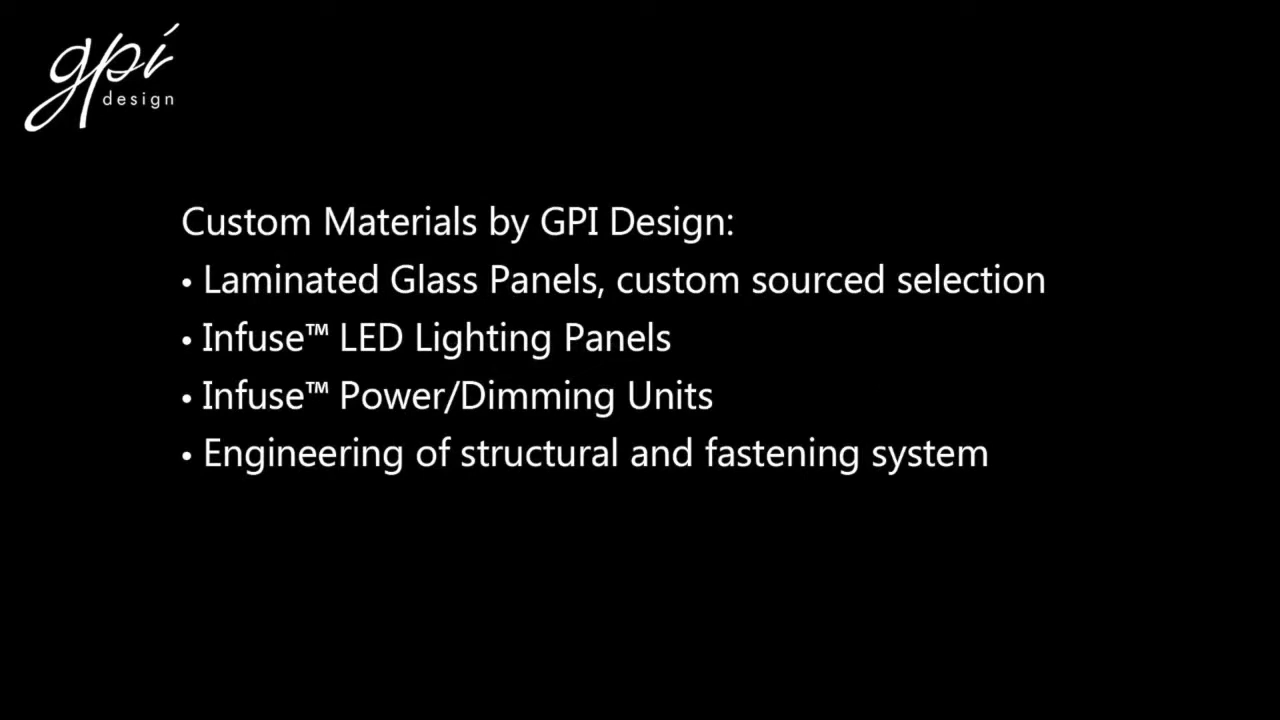 gpi
design
Custom Materials by GPI Design:
• Laminated Glass Panels, custom sourced selection
• Infuse™ LED Lighting Panels
• Infuse™ Power/Dimming Units
• Engineering of structural and fastening system